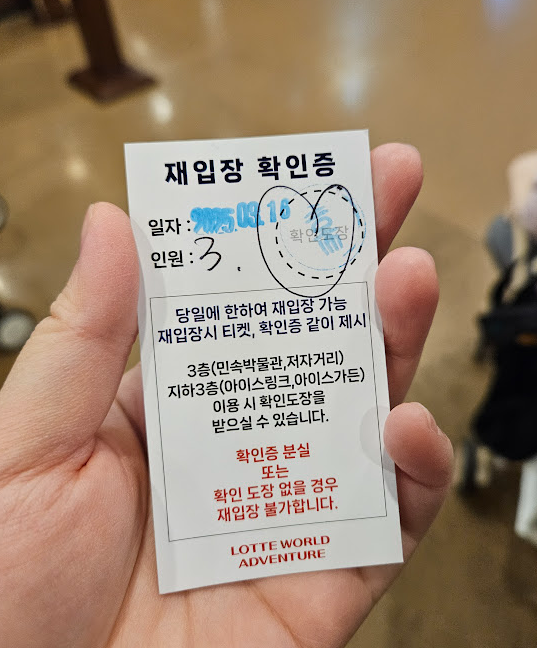 재입장 확인증
일자 : 2025.03.16
인원 : 3.
확인도장
당일에 한하여 재입장 가능
재입장시 티켓, 확인증 같이 제시
3층(민속박물관,저자거리)
지하3층(아이스링크,아이스가든)
이용 시 확인도장을
받으실 수 있습니다.
확인증 분실
또는
확인 도장 없을 경우
재입장 불가합니다.
LOTTE WORLD
ADVENTURE